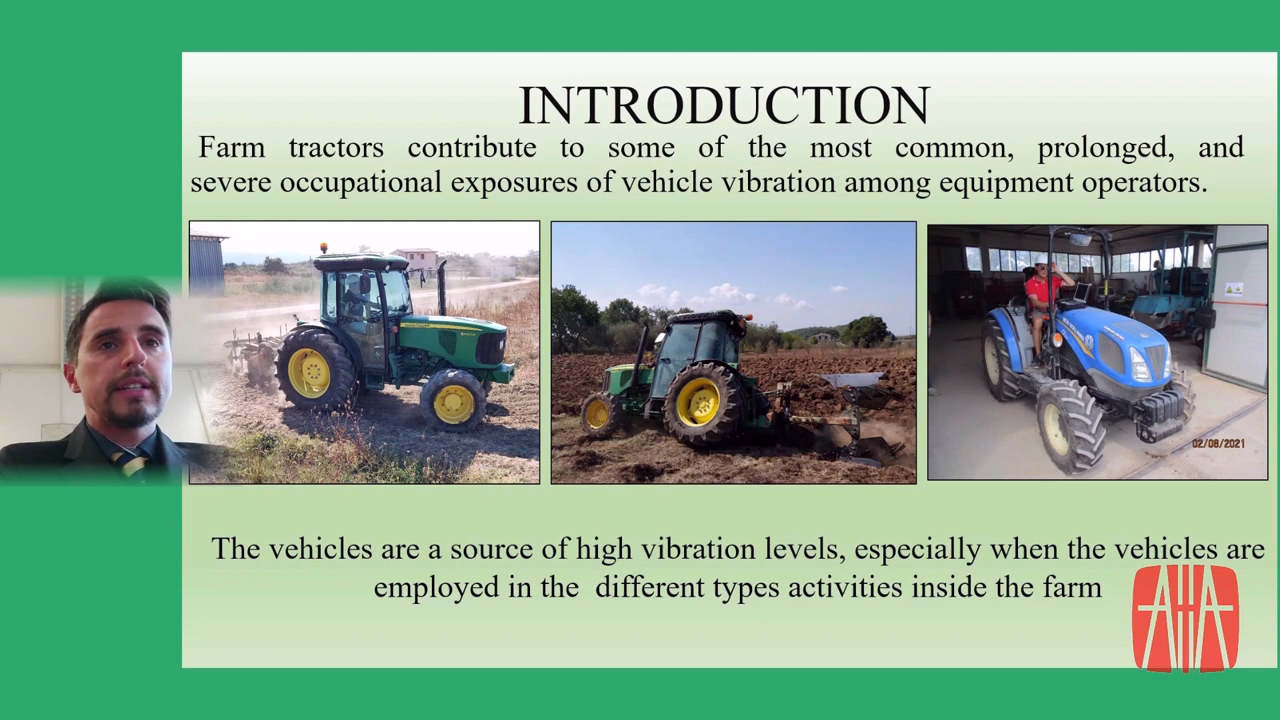 INTRODUCTION
Farm tractors contribute to some of the most common, prolonged, and
severe occupational exposures of vehicle vibration among equipment operators.
02/08/2021
The vehicles are a source of high vibration levels, especially when the vehicles are
employed in the different types activities inside the farm